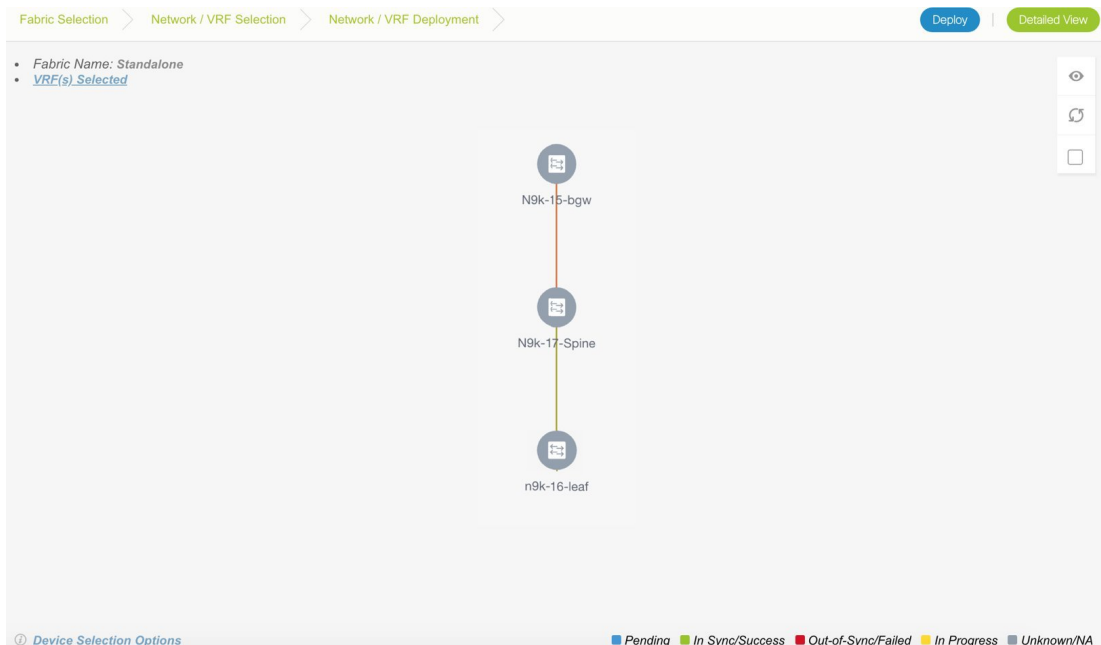 Fabric Selection Network / VRF Selection Network / VRF Deployment Deploy Detailed View
Fabric Name: Standalone
VRF(s) Selected
N9k-15-bgw
N9k-17-Spine
n9k-16-leaf
Device Selection Options Pending In Sync/Success Out-of-Sync/Failed In Progress Unknown/NA